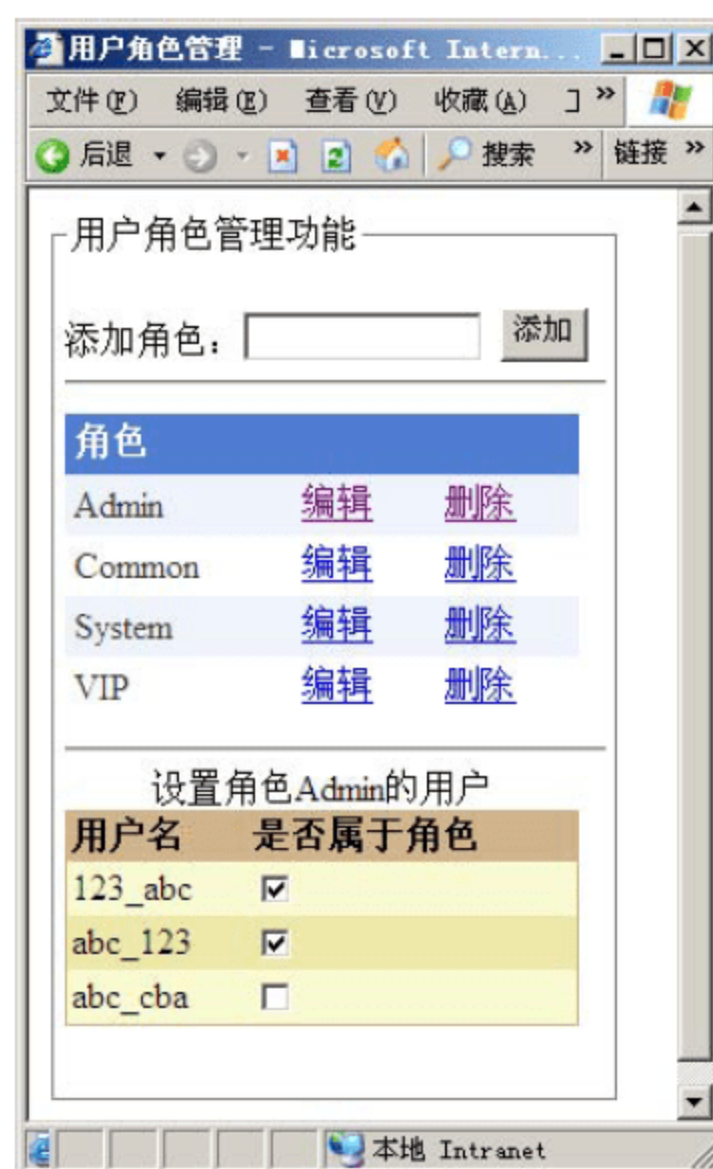 用户角色管理 - Microsoft Intern...
文件(F) 编辑(E) 查看(V) 收藏(A) »
后退 搜索 » 链接 »
用户角色管理功能
添加角色： 添加
角色
Admin 编辑 删除
Common 编辑 删除
System 编辑 删除
VIP 编辑 删除
设置角色Admin的用户
用户名 是否属于角色
123_abc
abc_123
abc_cba
本地 Intranet